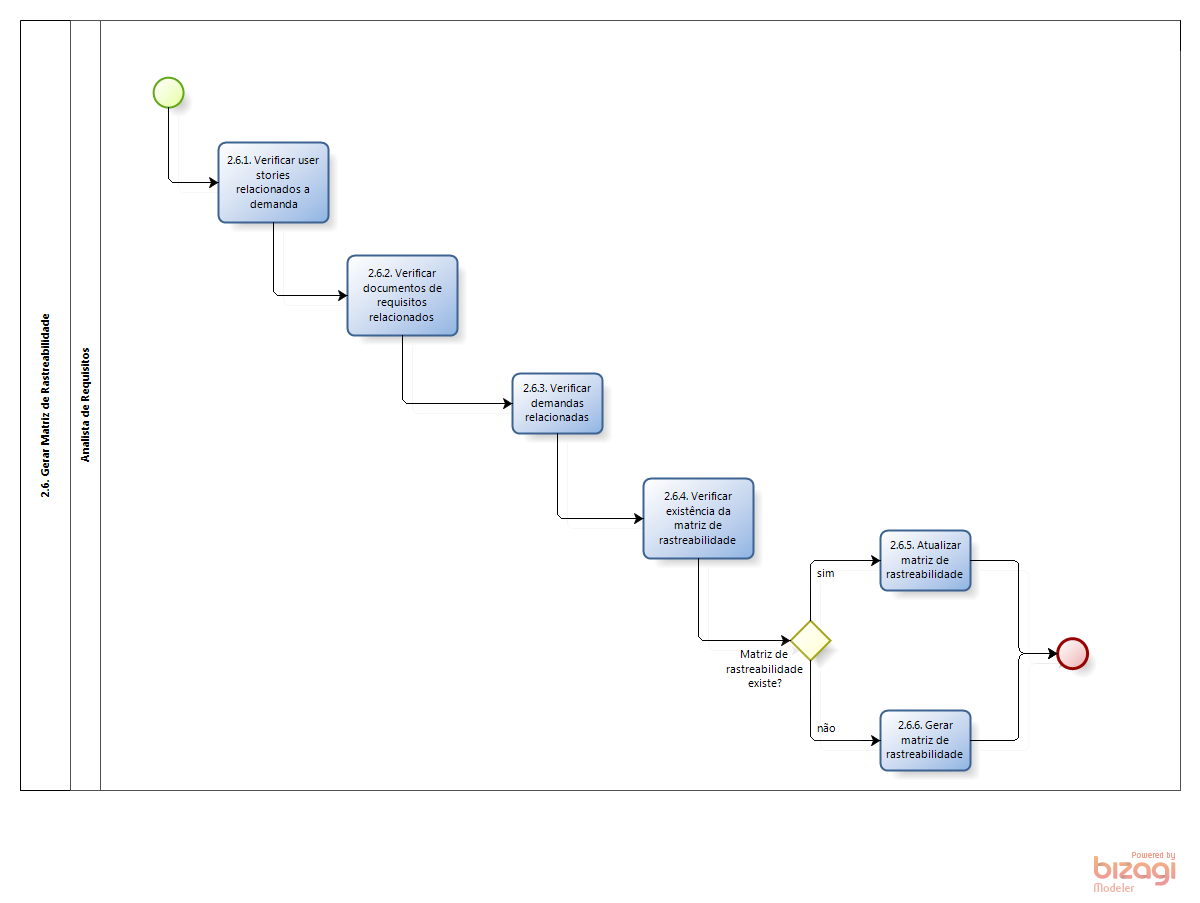 2.6. Gerar Matriz de Rastreabilidade
Analista de Requisitos
2.6.1. Verificar user
stories
relacionados a
demanda
2.6.2. Verificar
documentos de
requisitos
relacionados
2.6.3. Verificar
demandas
relacionadas
2.6.4. Verificar
existência da
matriz de
rastreabilidade
Matriz de
rastreabilidade
existe?
sim
2.6.5. Atualizar
matriz de
rastreabilidade
não
2.6.6. Gerar
matriz de
rastreabilidade
Powered by
bizagi
Modeler